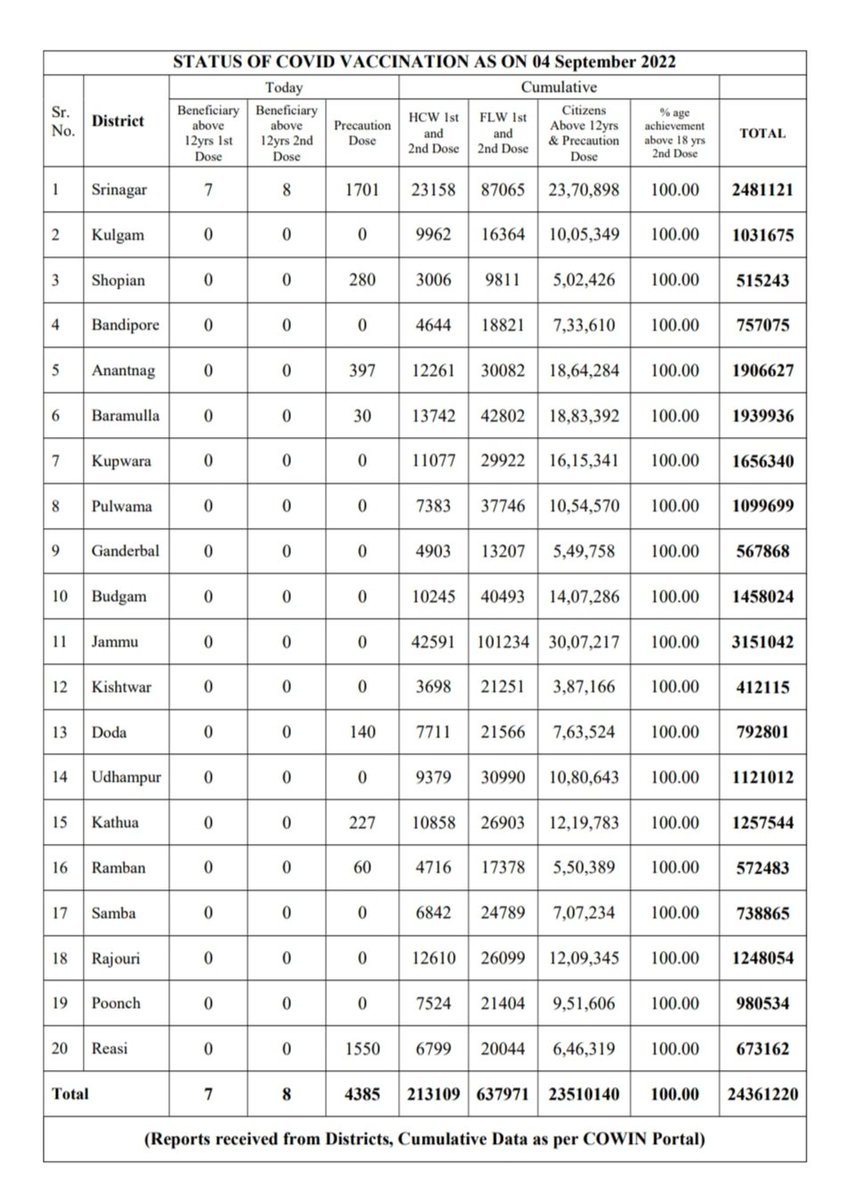 STATUS OF COVID VACCINATION AS ON 04 September 2022
Sr. No. District Today Cumulative
Beneficiary above 12yrs 1st Dose Beneficiary above 12yrs 2nd Dose Precaution Dose HCW 1st and 2nd Dose FLW 1st and 2nd Dose Citizens Above 12yrs & Precaution Dose % age achievement above 18 yrs 2nd Dose TOTAL
1 Srinagar 7 8 1701 23158 87065 23,70,898 100.00 2481121
2 Kulgam 0 0 0 9962 16364 10,05,349 100.00 1031675
3 Shopian 0 0 280 3006 9811 5,02,426 100.00 515243
4 Bandipore 0 0 0 4644 18821 7,33,610 100.00 757075
5 Anantnag 0 0 397 12261 30082 18,64,284 100.00 1906627
6 Baramulla 0 0 30 13742 42802 18,83,392 100.00 1939936
7 Kupwara 0 0 0 11077 29922 16,15,341 100.00 1656340
8 Pulwama 0 0 0 7383 37746 10,54,570 100.00 1099699
9 Ganderbal 0 0 0 4903 13207 5,49,758 100.00 567868
10 Budgam 0 0 0 10245 40493 14,07,286 100.00 1458024
11 Jammu 0 0 0 42591 101234 30,07,217 100.00 3151042
12 Kishtwar 0 0 0 3698 21251 3,87,166 100.00 412115
13 Doda 0 0 140 7711 21566 7,63,524 100.00 792801
14 Udhampur 0 0 0 9379 30990 10,80,643 100.00 1121012
15 Kathua 0 0 227 10858 26903 12,19,783 100.00 1257544
16 Ramban 0 0 60 4716 17378 5,50,389 100.00 572483
17 Samba 0 0 0 6842 24789 7,07,234 100.00 738865
18 Rajouri 0 0 0 12610 26099 12,09,345 100.00 1248054
19 Poonch 0 0 0 7524 21404 9,51,606 100.00 980534
20 Reasi 0 0 1550 6799 20044 6,46,319 100.00 673162
Total 7 8 4385 213109 637971 23510140 100.00 24361220
(Reports received from Districts, Cumulative Data as per COWIN Portal)